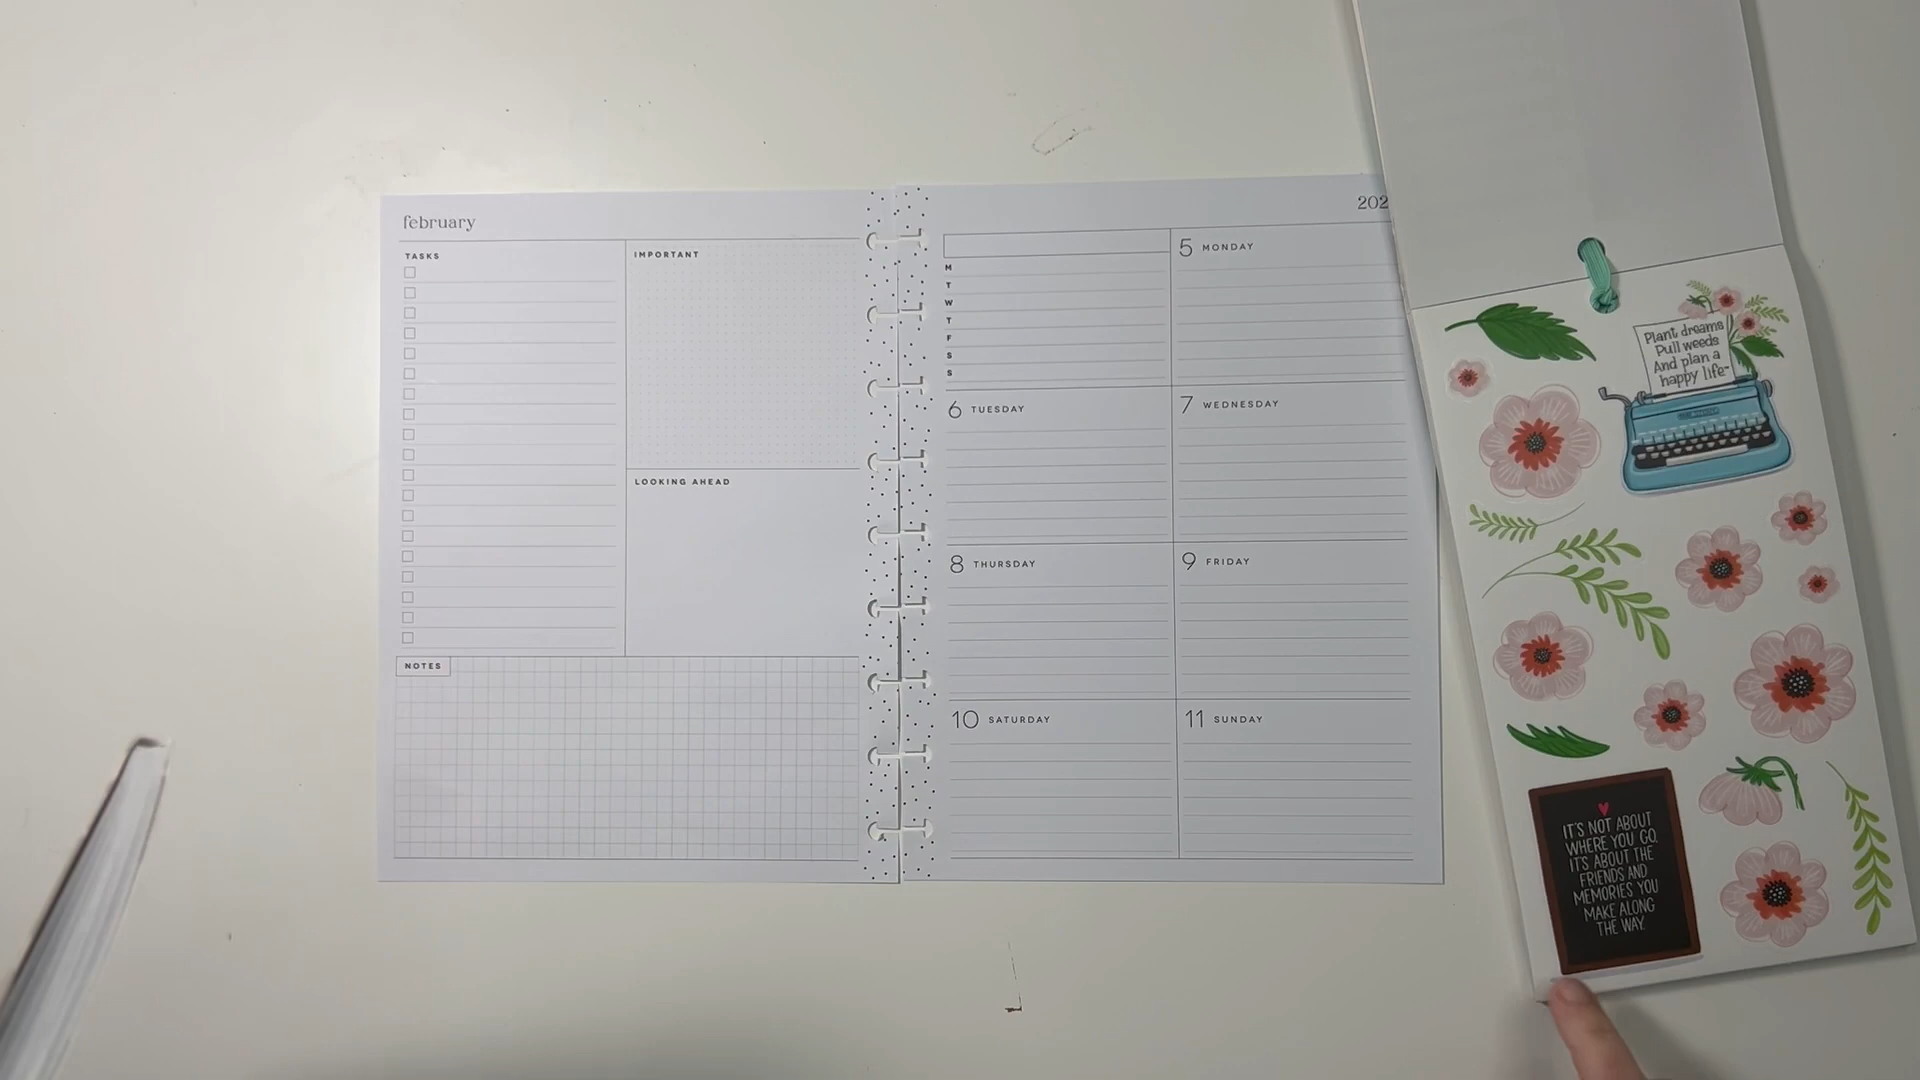 february
TASKS
IMPORTANT
LOOKING AHEAD
NOTES
202
M
T
W
T
F
S
S
5 MONDAY
6 TUESDAY
7 WEDNESDAY
8 THURSDAY
9 FRIDAY
10 SATURDAY
11 SUNDAY
Plant dreams
Pull weeds
And plan a
happy life
IT'S NOT ABOUT
WHERE YOU GO.
IT'S ABOUT THE
FRIENDS AND
MEMORIES YOU
MAKE ALONG
THE WAY.